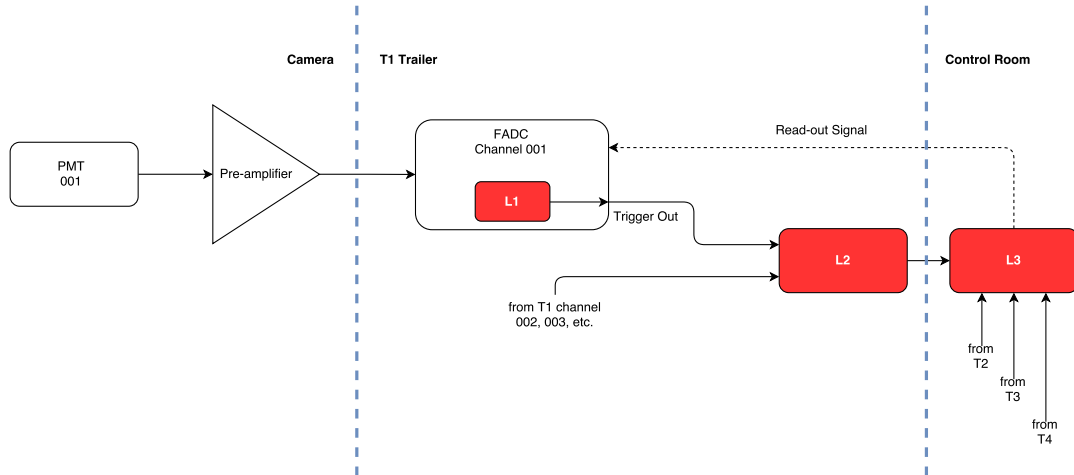 Camera
T1 Trailer
Control Room
PMT
001
Pre-amplifier
FADC
Channel 001
L1
Trigger Out
Read-out Signal
L2
L3
from T1 channel
002, 003, etc.
from
T2
from
T3
from
T4